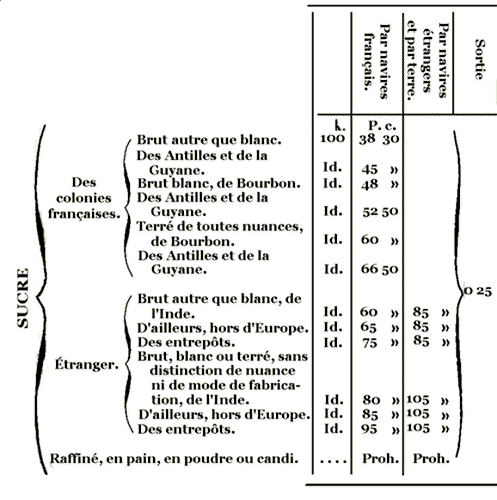 Par navires français.
Par navires étrangers et par terre.
Sortie
k. P. c.
Brut autre que blanc. 100 38 30
Des Antilles et de la
Guyane. Id. 45 »
Brut blanc, de Bourbon. Id. 48 »
Des Antilles et de la
Guyane. Id. 52 50
Terré de toutes nuances,
de Bourbon. Id. 60 »
Des Antilles et de la
Guyane. Id. 66 50
Des
colonies
françaises.
SUCRE
0 25
Brut autre que blanc, de
l'Inde. Id. 60 » 85 »
D'ailleurs, hors d'Europe. Id. 65 » 85 »
Des entrepôts. Id. 75 » 85 »
Étranger.
Brut, blanc ou terré, sans
distinction de nuance
ni de mode de fabrica-
tion, de l'Inde. Id. 80 » 105 »
D'ailleurs, hors d'Europe. Id. 85 » 105 »
Des entrepôts. Id. 95 » 105 »
Raffiné, en pain, en poudre ou candi. .... Proh. Proh.